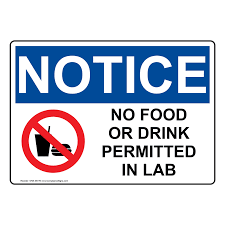 NOTICE
NO FOOD
OR DRINK
PERMITTED
IN LAB